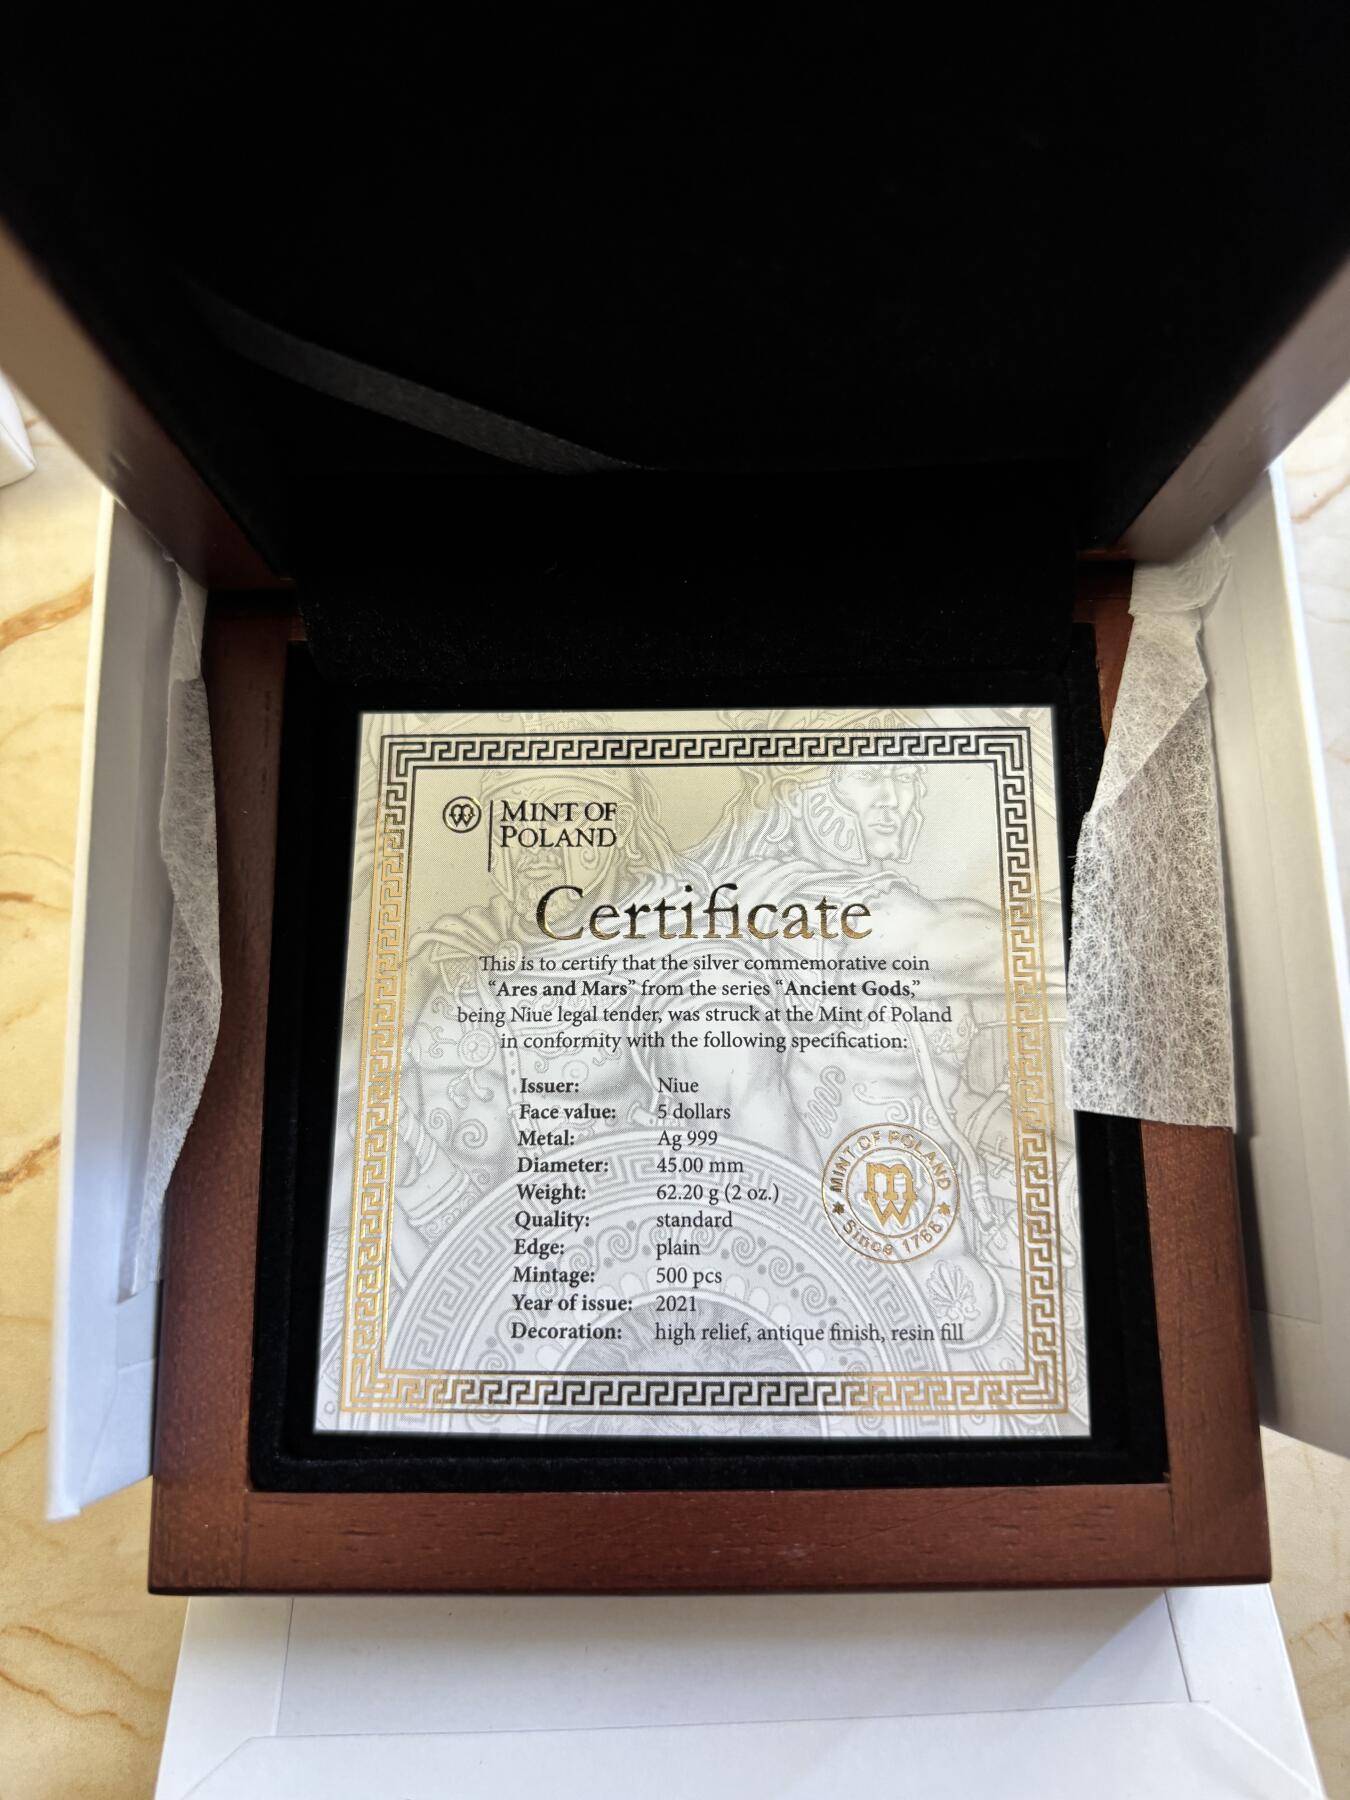 MINT OF
POLAND
Certificate
This is to certify that the silver commemorative coin
“Ares and Mars” from the series “Ancient Gods,”
being Niue legal tender, was struck at the Mint of Poland
in conformity with the following specification:
Issuer: Niue
Face value: 5 dollars
Metal: Ag 999
Diameter: 45.00 mm
Weight: 62.20 g (2 oz.)
Quality: standard
Edge: plain
Mintage: 500 pcs
Year of issue: 2021
Decoration: high relief, antique finish, resin fill
MINT OF POLAND
MW
Since 1766